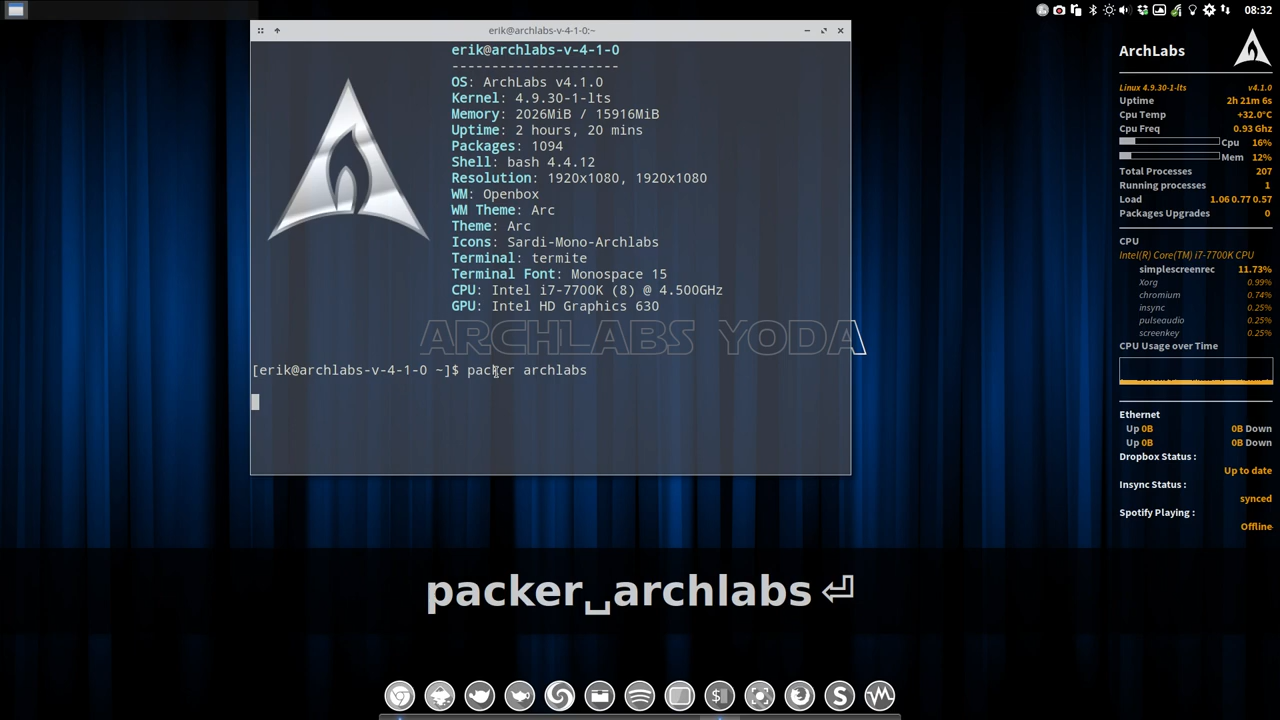 08:32
erik@archlabs-v-4-1-0:~
erik@archlabs-v-4-1-0
---------------------
OS: ArchLabs v4.1.0
Kernel: 4.9.30-1-lts
Memory: 2026MiB / 15916MiB
Uptime: 2 hours, 20 mins
Packages: 1094
Shell: bash 4.4.12
Resolution: 1920x1080, 1920x1080
WM: Openbox
WM Theme: Arc
Theme: Arc
Icons: Sardi-Mono-Archlabs
Terminal: termite
Terminal Font: Monospace 15
CPU: Intel i7-7700K (8) @ 4.500GHz
GPU: Intel HD Graphics 630
ARCHLABS YODA
[erik@archlabs-v-4-1-0 ~]$ packer archlabs
packer␣archlabs ⏎
ArchLabs
Linux 4.9.30-1-lts v4.1.0
Uptime 2h 21m 6s
Cpu Temp +32.0°C
Cpu Freq 0.93 Ghz
Cpu 16%
Mem 12%
Total Processes 207
Running processes 1
Load 1.06 0.77 0.57
Packages Upgrades 0
CPU
Intel(R) Core(TM) i7-7700K CPU
simplescreenrec 11.73%
Xorg 0.99%
chromium 0.74%
insync 0.25%
pulseaudio 0.25%
screenkey 0.25%
CPU Usage over Time
Ethernet
Up 0B 0B Down
Up 0B 0B Down
Dropbox Status :
Up to date
Insync Status :
synced
Spotify Playing :
Offline
$
S